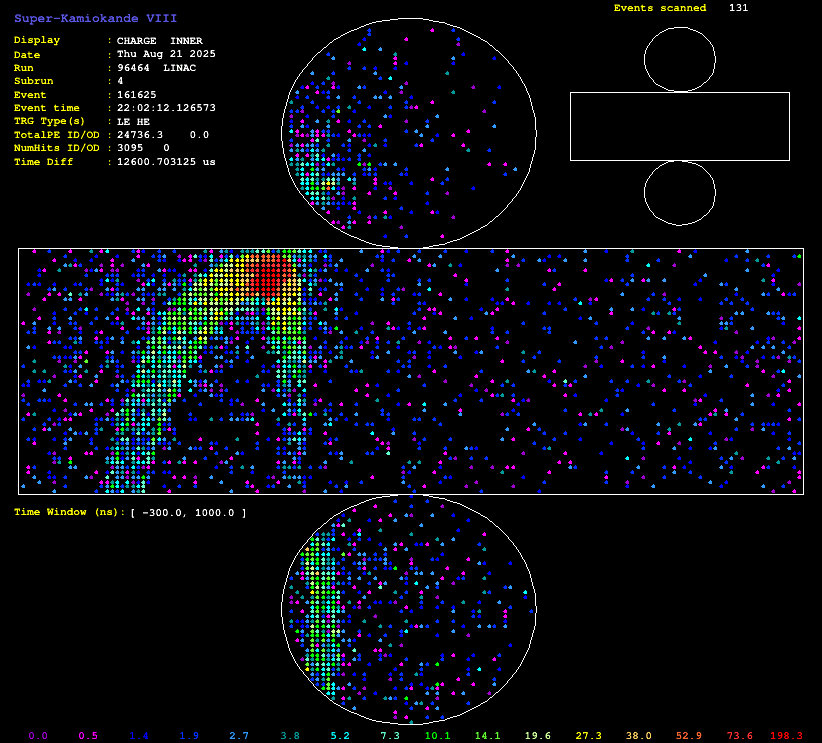 Super-Kamiokande VIII
Events scanned 131
Display : CHARGE INNER
Date : Thu Aug 21 2025
Run : 96464 LINAC
Subrun : 4
Event : 161625
Event time : 22:02:12.126573
TRG Type(s) : LE HE
TotalPE ID/OD : 24736.3 0.0
NumHits ID/OD : 3095 0
Time Diff : 12600.703125 us
Time Window (ns): [ -300.0, 1000.0 ]
0.0 0.5 1.4 1.9 2.7 3.8 5.2 7.3 10.1 14.1 19.6 27.3 38.0 52.9 73.6 198.3